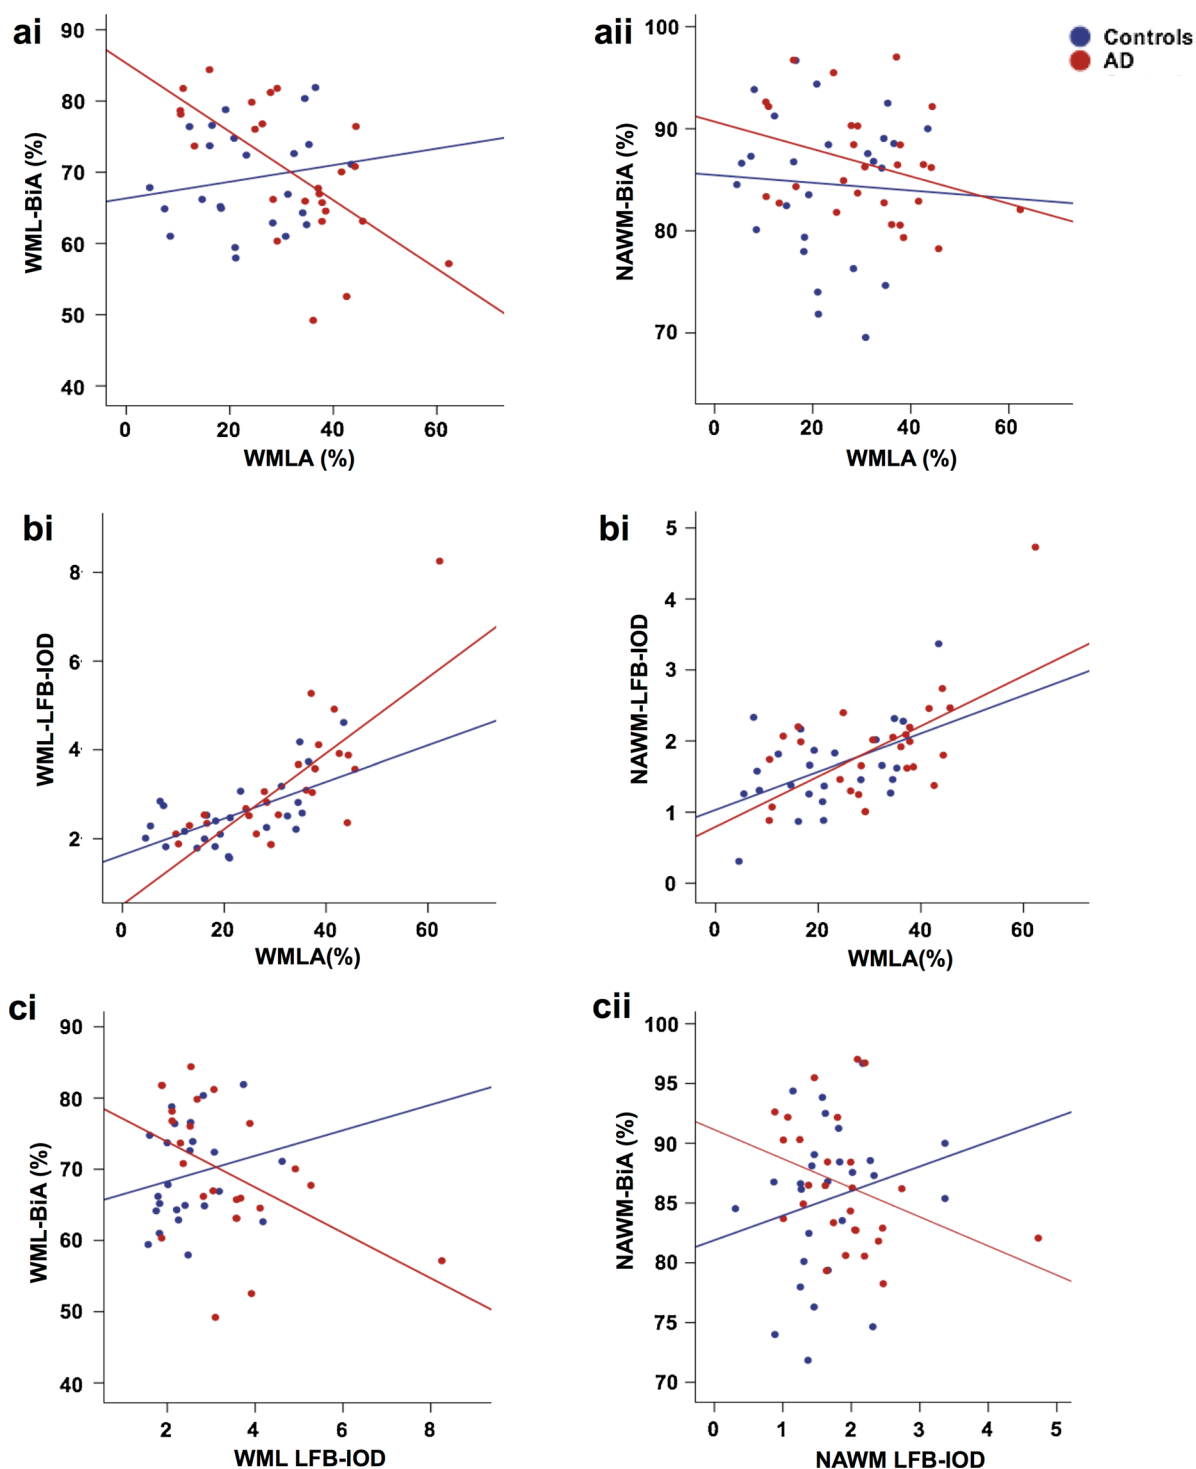 ai
90
80
70
60
50
40
WML-BiA (%)
0 20 40 60
WMLA (%)
aii
100
90
80
70
NAWM-BiA (%)
0 20 40 60
WMLA (%)
Controls
AD
bi
8
6
4
2
WML-LFB-IOD
0 20 40 60
WMLA(%)
bi
5
4
3
2
1
0
NAWM-LFB-IOD
0 20 40 60
WMLA(%)
ci
90
80
70
60
50
40
WML-BiA (%)
2 4 6 8
WML LFB-IOD
cii
100
95
90
85
80
75
70
NAWM-BiA (%)
0 1 2 3 4 5
NAWM LFB-IOD